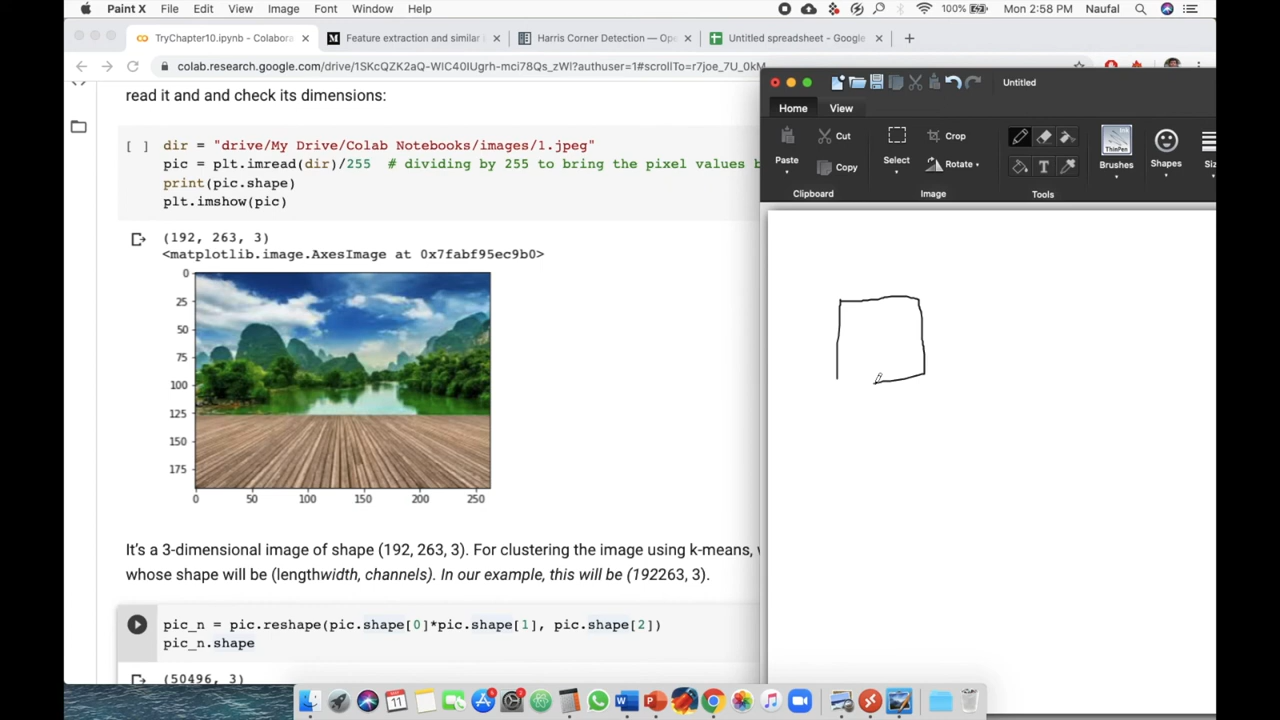 Paint X File Edit View Image Font Window Help 100% Mon 2:58 PM Naufal
TryChapter10.ipynb - Colabora × Feature extraction and similar i × Harris Corner Detection — Ope × Untitled spreadsheet - Google ×
colab.research.google.com/drive/1SKcQZK2aQ-WiC40IUgrh-mci78Qs_zWl?authuser=1#scrollTo=r7joe_7U_0kM
Untitled
Home View
Paste Cut Copy Select Crop Rotate Brushes Shapes Siz
ThinPen
Clipboard Image Tools
read it and and check its dimensions:
[ ] dir = "drive/My Drive/Colab Notebooks/images/1.jpeg"
pic = plt.imread(dir)/255 # dividing by 255 to bring the pixel values b
print(pic.shape)
plt.imshow(pic)
(192, 263, 3)
<matplotlib.image.AxesImage at 0x7fabf95ec9b0>
0
25
50
75
100
125
150
175
0 50 100 150 200 250
It's a 3-dimensional image of shape (192, 263, 3). For clustering the image using k-means,
whose shape will be (lengthwidth, channels). In our example, this will be (192263, 3).
pic_n = pic.reshape(pic.shape[0]*pic.shape[1], pic.shape[2])
pic_n.shape
(50496, 3)
11